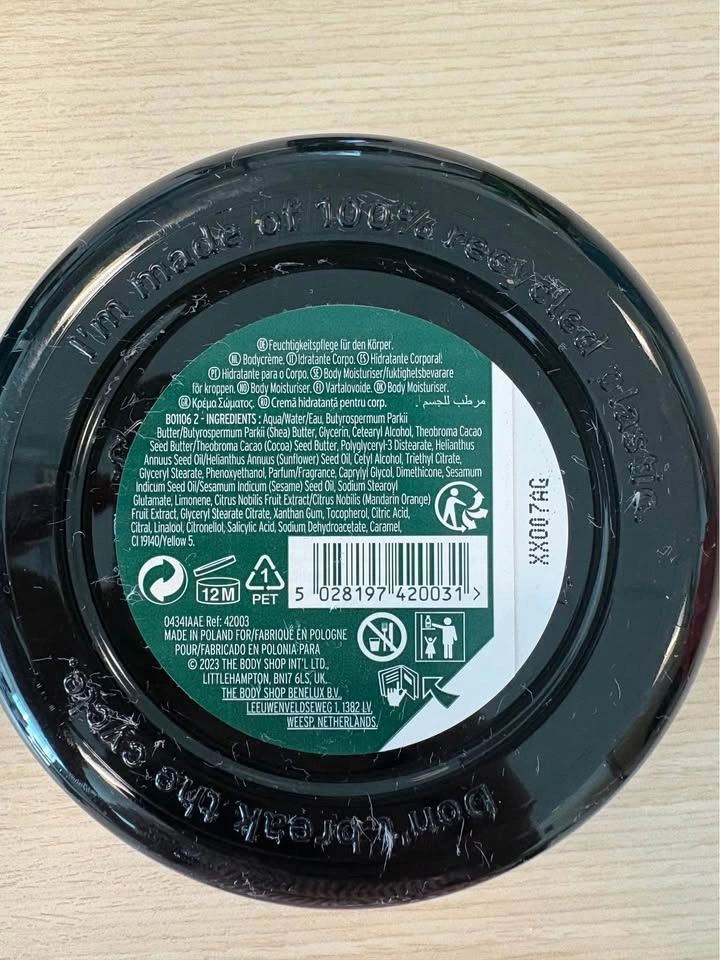 I'm made of 100% recycled plastic.
DE Feuchtigkeitspflege für den Körper.
NL Bodycrème. IT Idratante Corpo. ES Hidratante Corporal
PT Hidratante para o Corpo. SE Body Moisturiser/fuktighetsbevarare
för kroppen. NO Body Moisturiser. FI Vartalovoide. DK Body Moisturiser.
GR Κρέμα Σώματος. RO Cremă hidratantă pentru corp. مرطب للجسم.
B01106 2 - INGREDIENTS: Aqua/Water/Eau, Butyrospermum Parkii
Butter/Butyrospermum Parkii (Shea) Butter, Glycerin, Cetearyl Alcohol, Theobroma Cacao
Seed Butter/Theobroma Cacao (Cocoa) Seed Butter, Polyglyceryl-3 Distearate, Helianthus
Annuus Seed Oil/Helianthus Annuus (Sunflower) Seed Oil, Cetyl Alcohol, Triethyl Citrate,
Glyceryl Stearate, Phenoxyethanol, Parfum/Fragrance, Caprylyl Glycol, Dimethicone, Sesamum
Indicum Seed Oil/Sesamum Indicum (Sesame) Seed Oil, Sodium Stearoyl
Glutamate, Limonene, Citrus Nobilis Fruit Extract/Citrus Nobilis (Mandarin Orange)
Fruit Extract, Glyceryl Stearate Citrate, Xanthan Gum, Tocopherol, Citric Acid,
Citral, Linalool, Citronellol, Salicylic Acid, Sodium Dehydroacetate, Caramel,
CI 19140/Yellow 5.
XX007AG
12M
1
PET
5 028197 420031 >
04341AAE Ref: 42003
MADE IN POLAND FOR/FABRIQUÉ EN POLOGNE
POUR/FABRICADO EN POLONIA PARA
© 2023 THE BODY SHOP INT'L LTD.,
LITTLEHAMPTON, BN17 6LS, UK.
THE BODY SHOP BENELUX B.V.,
LEEUWENVELDSEWEG 1, 1382 LV,
WEESP, NETHERLANDS.
Don't break the cycle.